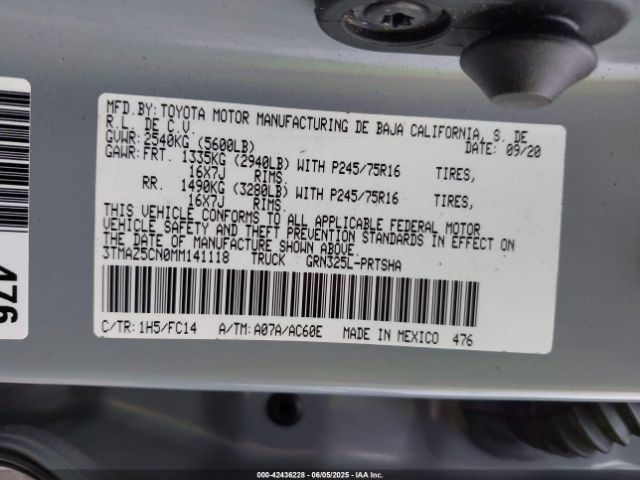 MFD.BY: TOYOTA MOTOR MANUFACTURING DE BAJA CALIFORNIA, S. DE
R.L. DE C.V. DATE: 09/20
GVWR: 2540KG (5600LB)
GAWR: FRT. 1335KG (2940LB) WITH P245/75R16 TIRES,
16X7J RIMS.
RR. 1490KG (3280LB) WITH P245/75R16 TIRES,
16X7J RIMS.
THIS VEHICLE CONFORMS TO ALL APPLICABLE FEDERAL MOTOR
VEHICLE SAFETY AND THEFT PREVENTION STANDARDS IN EFFECT
ON THE DATE OF MANUFACTURE SHOWN ABOVE.
3TMAZ5CN0MM141118 TRUCK GRN325L-PRTSHA
C/TR: 1H5/FC14 A/TM: A07A/AC60E MADE IN MEXICO 476
476
000-42436228 - 06/05/2025 - IAA Inc.